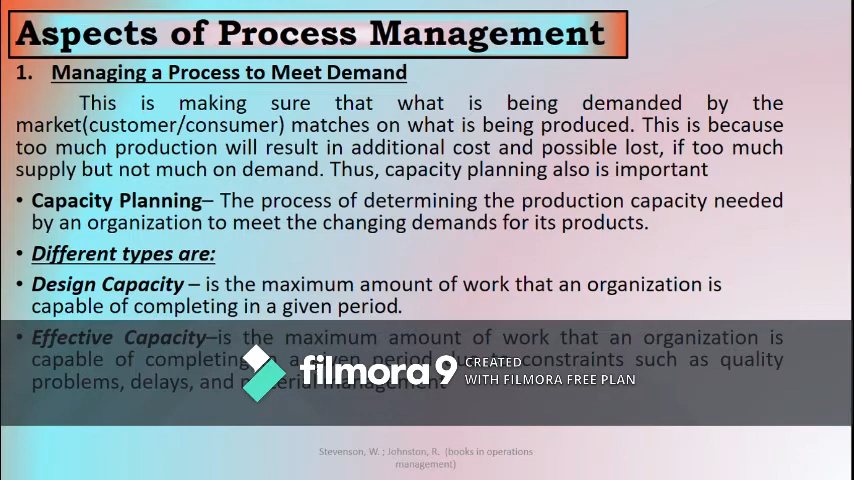 Aspects of Process Management
1. Managing a Process to Meet Demand
This is making sure that what is being demanded by the
market(customer/consumer) matches on what is being produced. This is because
too much production will result in additional cost and possible lost, if too much
supply but not much on demand. Thus, capacity planning also is important
• Capacity Planning– The process of determining the production capacity needed
by an organization to meet the changing demands for its products.
• Different types are:
• Design Capacity – is the maximum amount of work that an organization is
capable of completing in a given period.
• Effective Capacity–is the maximum amount of work that an organization is
capable of completing a given period due to constraints such as quality
problems, delays, and material management
filmora9 CREATED
WITH FILMORA FREE PLAN
Stevenson, W. ; Johnston, R. (books in operations
management)